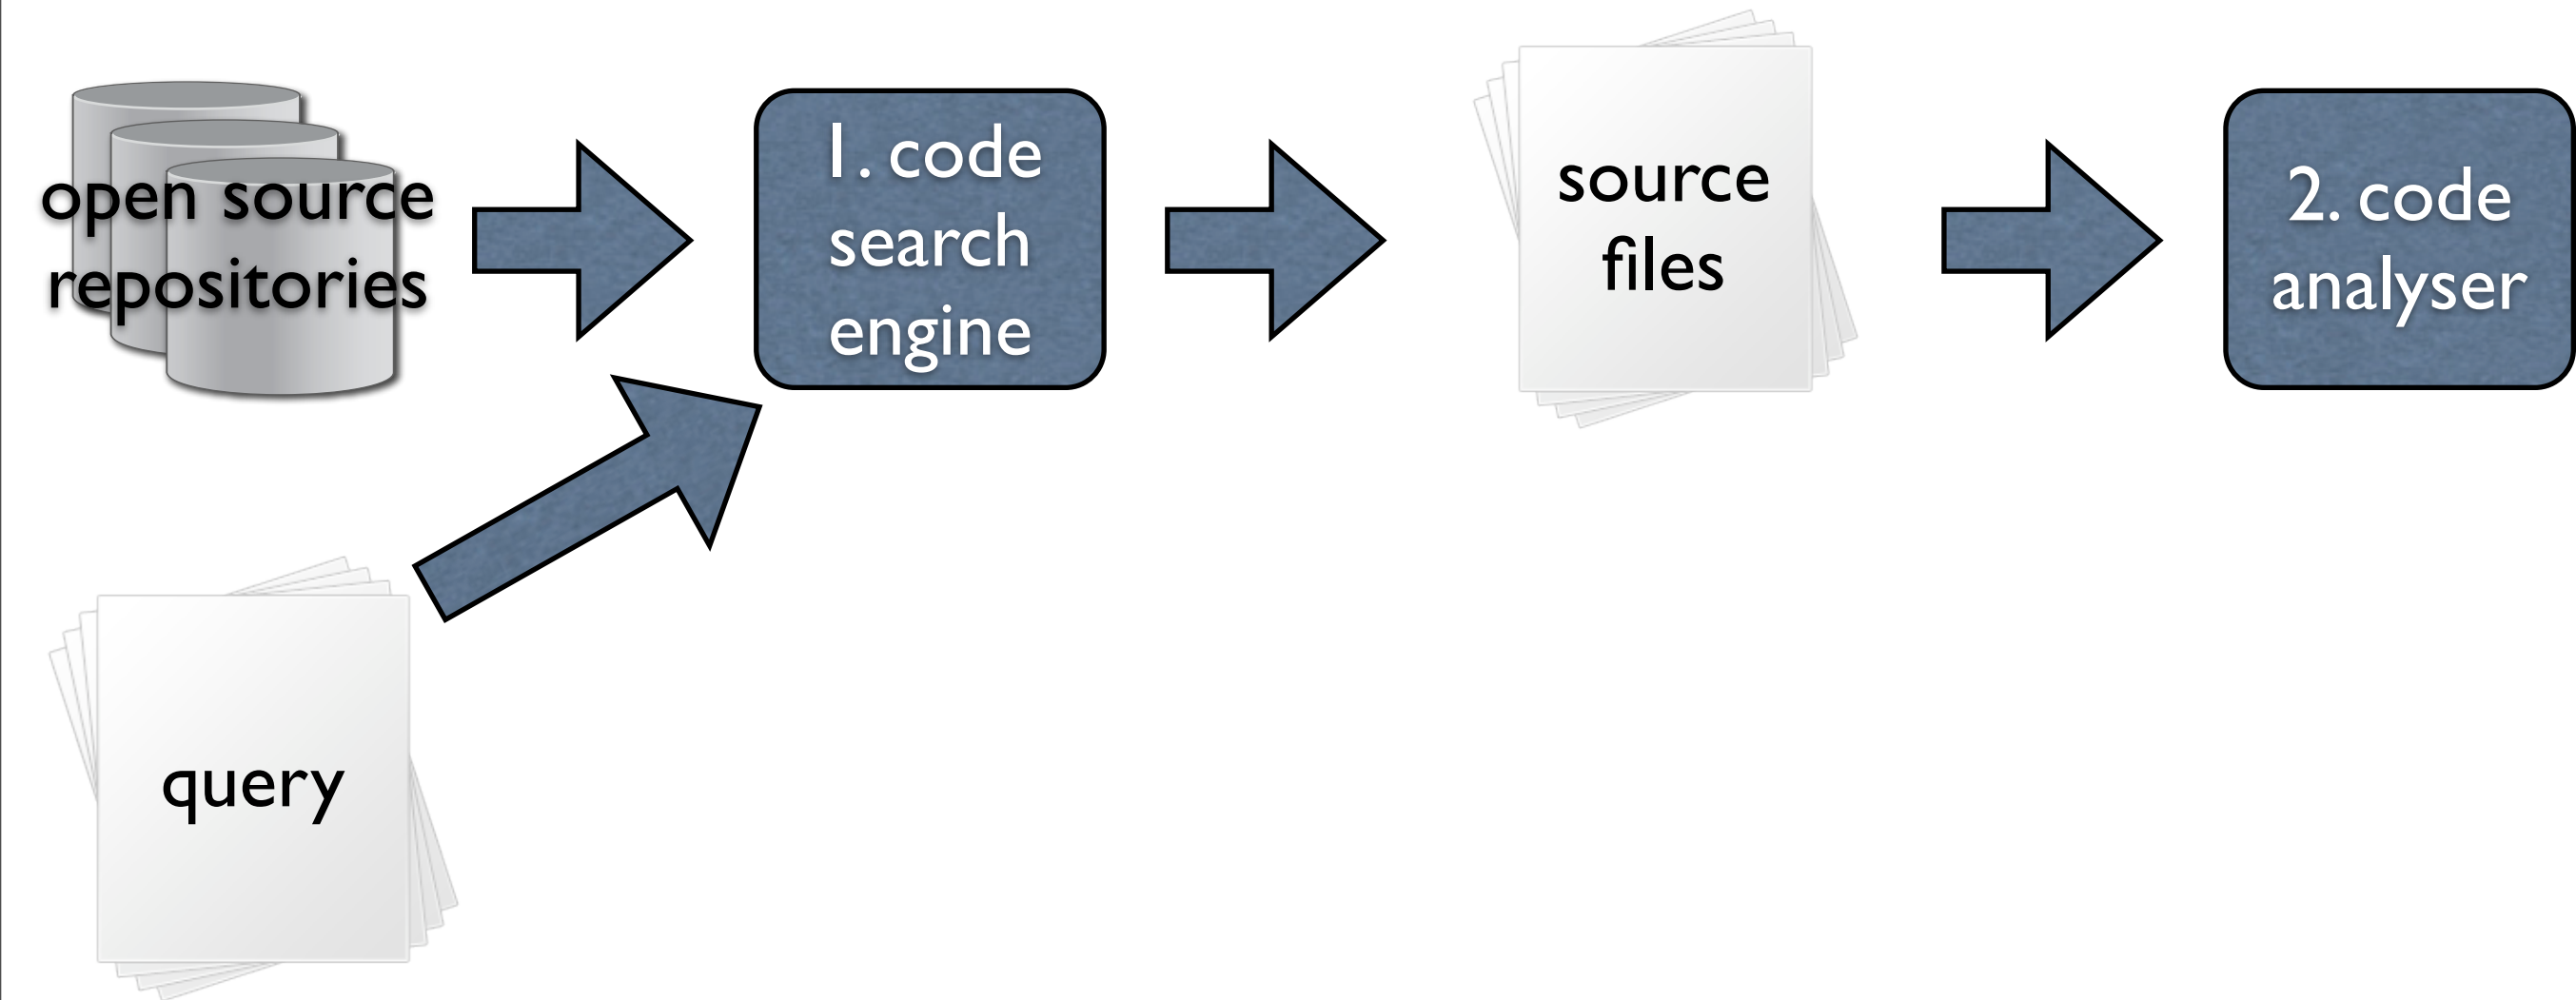 open source
repositories
1. code
search
engine
source
files
2. code
analyser
query